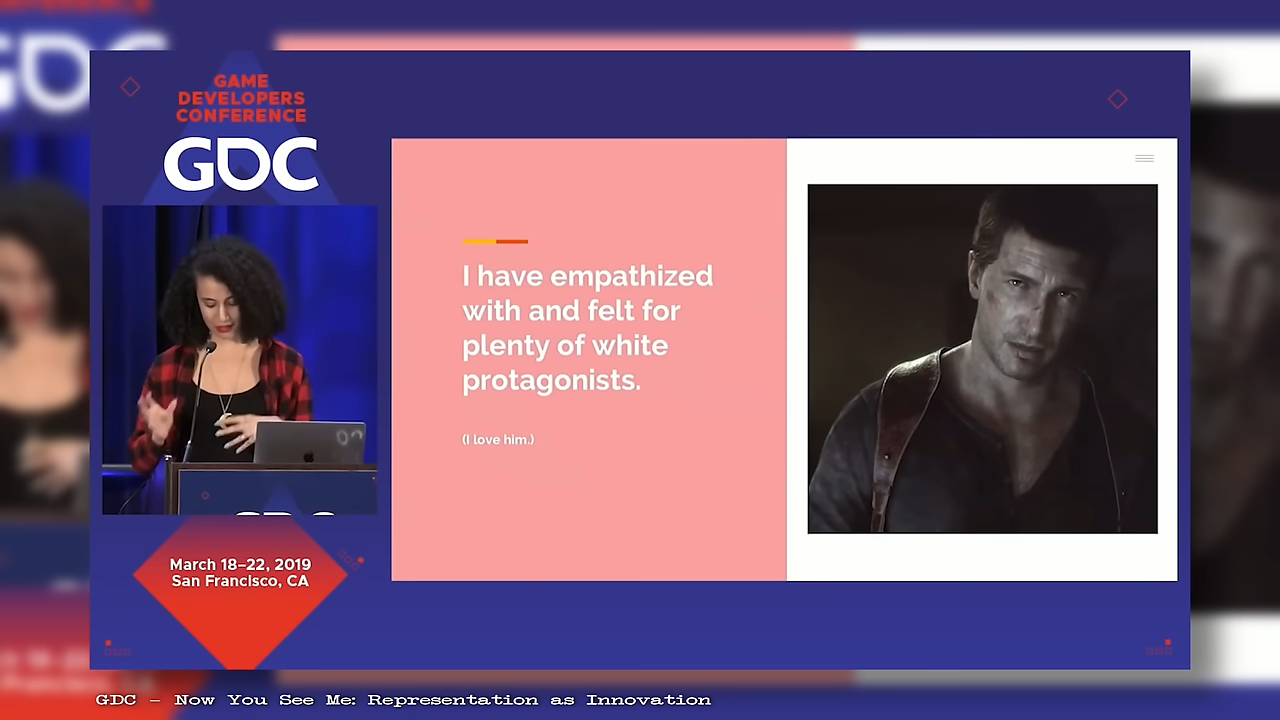 GAME
DEVELOPERS
CONFERENCE
GDC
I have empathized
with and felt for
plenty of white
protagonists.
(I love him.)
March 18–22, 2019
San Francisco, CA
GDC – Now You See Me: Representation as Innovation